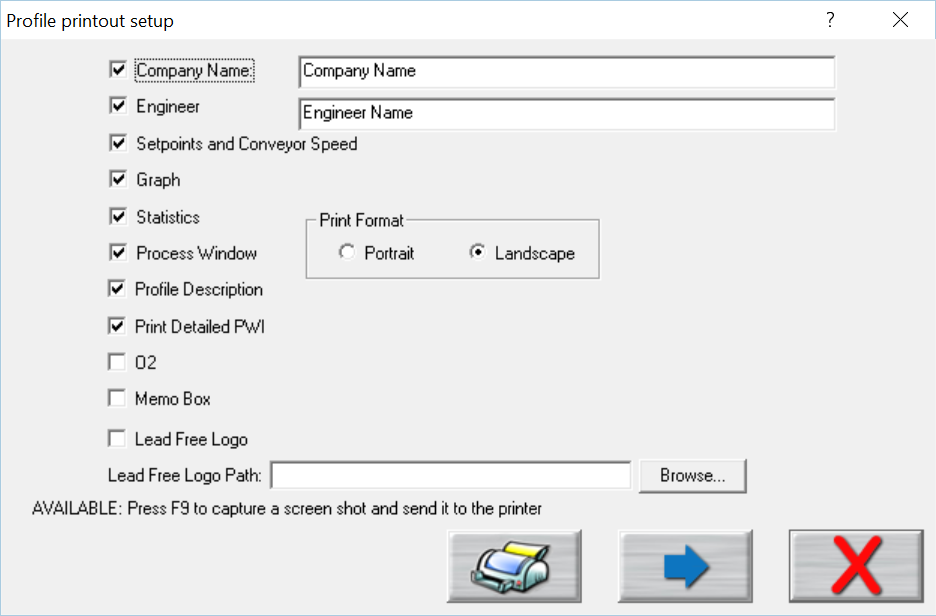 Profile printout setup
Company Name: Company Name
Engineer Engineer Name
Setpoints and Conveyor Speed
Graph
Statistics
Print Format
Process Window Portrait Landscape
Profile Description
Print Detailed PWI
O2
Memo Box
Lead Free Logo
Lead Free Logo Path: Browse...
AVAILABLE: Press F9 to capture a screen shot and send it to the printer